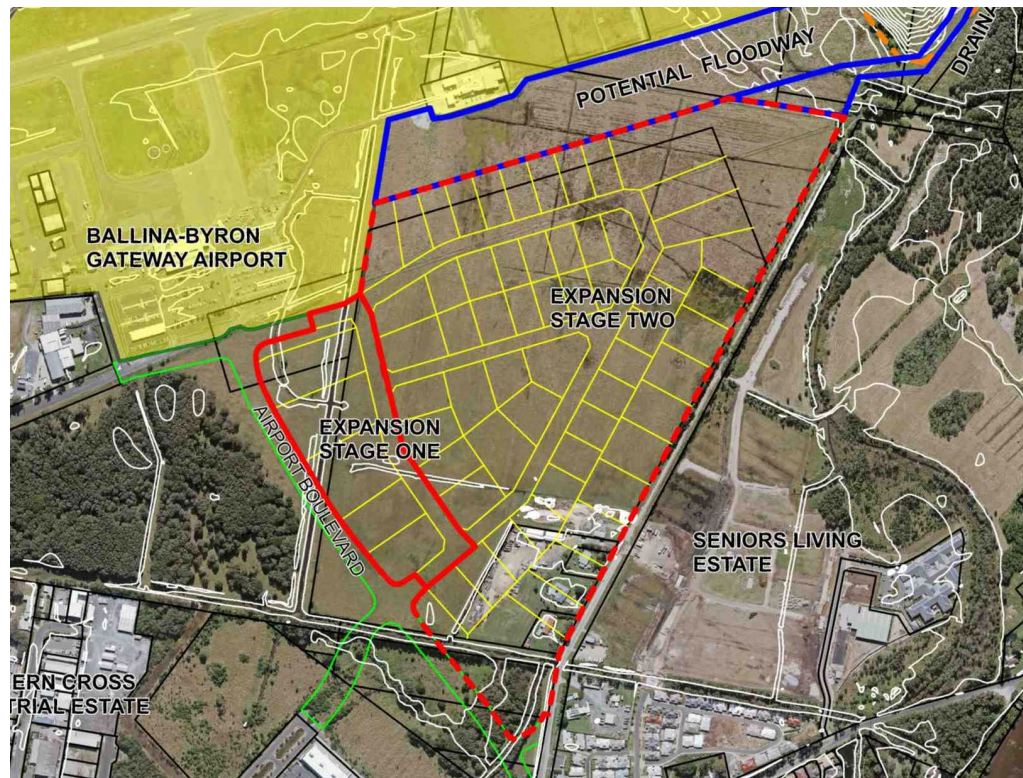 POTENTIAL FLOODWAY
DRAINA
BALLINA-BYRON
GATEWAY AIRPORT
EXPANSION
STAGE TWO
EXPANSION
STAGE ONE
AIRPORT BOULEVARD
SENIORS LIVING
ESTATE
ERN CROSS
TRIAL ESTATE